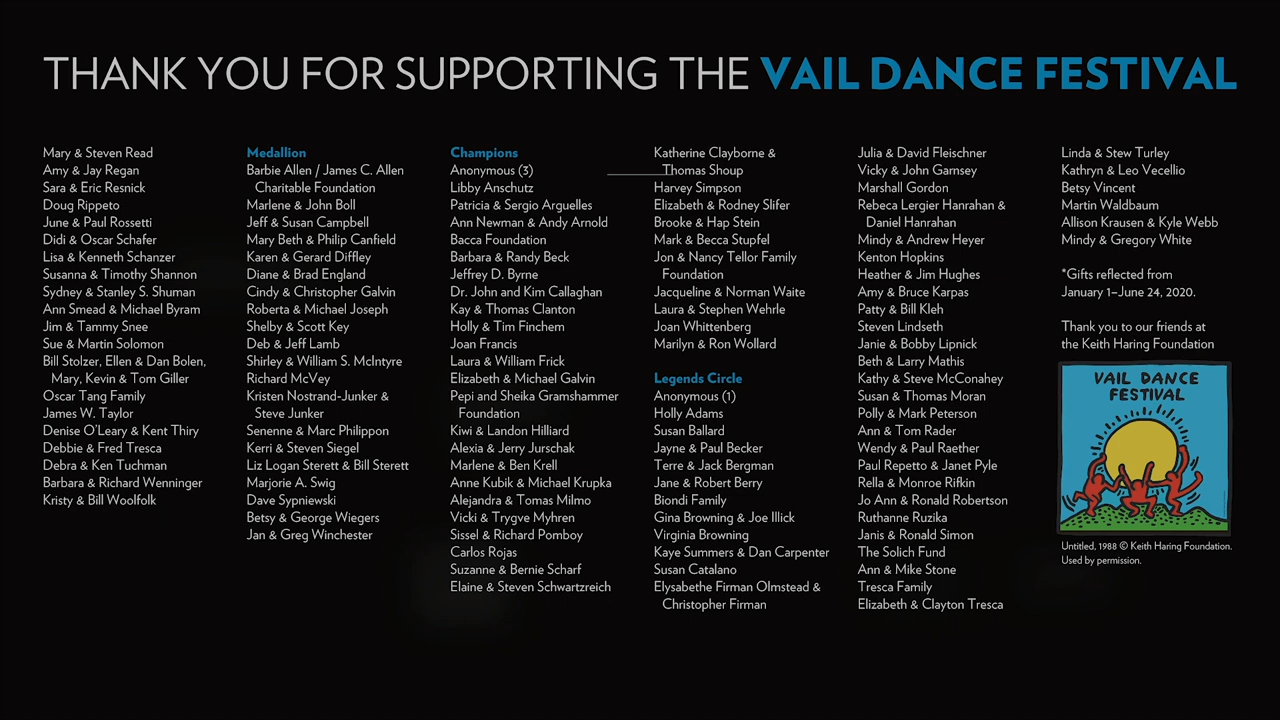 THANK YOU FOR SUPPORTING THE VAIL DANCE FESTIVAL
Mary & Steven Read
Amy & Jay Regan
Sara & Eric Resnick
Doug Rippeto
June & Paul Rossetti
Didi & Oscar Schafer
Lisa & Kenneth Schanzer
Susanna & Timothy Shannon
Sydney & Stanley S. Shuman
Ann Smead & Michael Byram
Jim & Tammy Snee
Sue & Martin Solomon
Bill Stolzer, Ellen & Dan Bolen,
Mary, Kevin & Tom Giller
Oscar Tang Family
James W. Taylor
Denise O'Leary & Kent Thiry
Debbie & Fred Tresca
Debra & Ken Tuchman
Barbara & Richard Wenninger
Kristy & Bill Woolfolk
Medallion
Barbie Allen / James C. Allen
Charitable Foundation
Marlene & John Boll
Jeff & Susan Campbell
Mary Beth & Philip Canfield
Karen & Gerard Diffley
Diane & Brad England
Cindy & Christopher Galvin
Roberta & Michael Joseph
Shelby & Scott Key
Deb & Jeff Lamb
Shirley & William S. McIntyre
Richard McVey
Kristen Nostrand-Junker &
Steve Junker
Senenne & Marc Philippon
Kerri & Steven Siegel
Liz Logan Sterett & Bill Sterett
Marjorie A. Swig
Dave Sypniewski
Betsy & George Wiegers
Jan & Greg Winchester
Champions
Anonymous (3)
Libby Anschutz
Patricia & Sergio Arguelles
Ann Newman & Andy Arnold
Bacca Foundation
Barbara & Randy Beck
Jeffrey D. Byrne
Dr. John and Kim Callaghan
Kay & Thomas Clanton
Holly & Tim Finchem
Joan Francis
Laura & William Frick
Elizabeth & Michael Galvin
Pepi and Sheika Gramshammer
Foundation
Kiwi & Landon Hilliard
Alexia & Jerry Jurschak
Marlene & Ben Krell
Anne Kubik & Michael Krupka
Alejandra & Tomas Milmo
Vicki & Trygve Myhren
Sissel & Richard Pomboy
Carlos Rojas
Suzanne & Bernie Scharf
Elaine & Steven Schwartzreich
Katherine Clayborne &
Thomas Shoup
Harvey Simpson
Elizabeth & Rodney Slifer
Brooke & Hap Stein
Mark & Becca Stupfel
Jon & Nancy Tellor Family
Foundation
Jacqueline & Norman Waite
Laura & Stephen Wehrle
Joan Whittenberg
Marilyn & Ron Wollard
Legends Circle
Anonymous (1)
Holly Adams
Susan Ballard
Jayne & Paul Becker
Terre & Jack Bergman
Jane & Robert Berry
Biondi Family
Gina Browning & Joe Illick
Virginia Browning
Kaye Summers & Dan Carpenter
Susan Catalano
Elysabethe Firman Olmstead &
Christopher Firman
Julia & David Fleischner
Vicky & John Garnsey
Marshall Gordon
Rebeca Lergier Hanrahan &
Daniel Hanrahan
Mindy & Andrew Heyer
Kenton Hopkins
Heather & Jim Hughes
Amy & Bruce Karpas
Patty & Bill Kleh
Steven Lindseth
Janie & Bobby Lipnick
Beth & Larry Mathis
Kathy & Steve McConahey
Susan & Thomas Moran
Polly & Mark Peterson
Ann & Tom Rader
Wendy & Paul Raether
Paul Repetto & Janet Pyle
Rella & Monroe Rifkin
Jo Ann & Ronald Robertson
Ruthanne Ruzika
Janis & Ronald Simon
The Solich Fund
Ann & Mike Stone
Tresca Family
Elizabeth & Clayton Tresca
Linda & Stew Turley
Kathryn & Leo Vecellio
Betsy Vincent
Martin Waldbaum
Allison Krausen & Kyle Webb
Mindy & Gregory White
*Gifts reflected from
January 1–June 24, 2020.
Thank you to our friends at
the Keith Haring Foundation
VAIL DANCE
FESTIVAL
Untitled, 1988 © Keith Haring Foundation.
Used by permission.